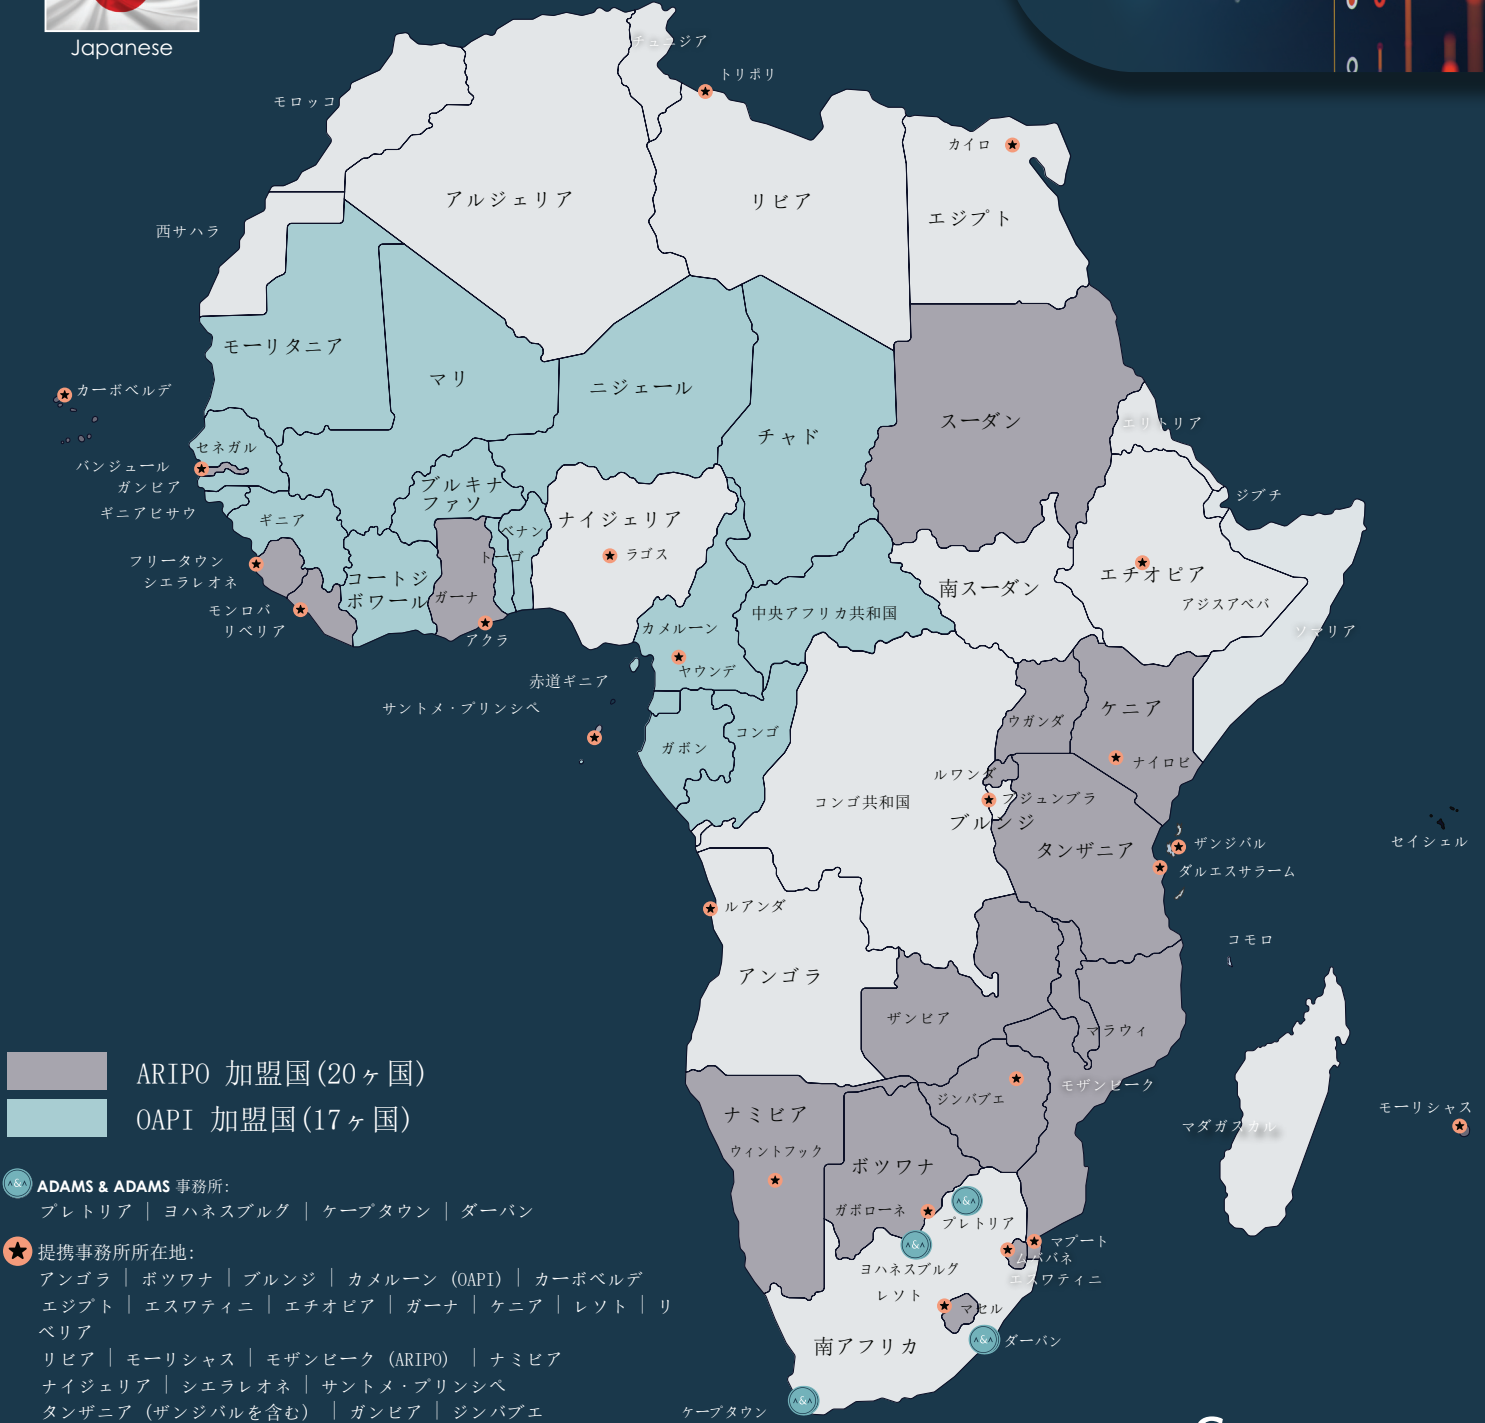 Japanese
チュニジア
トリポリ
モロッコ
カイロ
アルジェリア
リビア
エジプト
西サハラ
モーリタニア
マリ
ニジェール
カーボベルデ
チャド
スーダン
エリトリア
セネガル
バンジュール
ガンビア
ギニアビサウ
ギニア
ブルキナ
ファソ
ベナン
トーゴ
ナイジェリア
ラゴス
ジブチ
フリータウン
シエラレオネ
コートジ
ボワール
ガーナ
モンロバ
リベリア
アクラ
南スーダン
エチオピア
アジスアベバ
ソマリア
中央アフリカ共和国
カメルーン
ヤウンデ
赤道ギニア
サントメ・プリンシペ
ガボン
コンゴ
ウガンダ
ケニア
ナイロビ
ルワンダ
コンゴ共和国
ブジュンブラ
ブルンジ
タンザニア
ザンジバル
ダルエスサラーム
セイシェル
ルアンダ
コモロ
アンゴラ
ザンビア
マラウィ
モザンビーク
ARIPO 加盟国(20ヶ国)
OAPI 加盟国(17ヶ国)
ナミビア
ウィントフック
ジンバブエ
ボツワナ
マダガスカル
モーリシャス
ガボローネ
プレトリア
ヨハネスブルグ
マプート
ムババネ
エスワティニ
レソト
マセル
南アフリカ
ダーバン
ケープタウン
ADAMS & ADAMS 事務所:
プレトリア | ヨハネスブルグ | ケープタウン | ダーバン
提携事務所所在地:
アンゴラ | ボツワナ | ブルンジ | カメルーン (OAPI) | カーボベルデ
エジプト | エスワティニ | エチオピア | ガーナ | ケニア | レソト | リ
ベリア
リビア | モーリシャス | モザンビーク (ARIPO) | ナミビア
ナイジェリア | シエラレオネ | サントメ・プリンシペ
タンザニア (ザンジバルを含む) | ガンビア | ジンバブエ